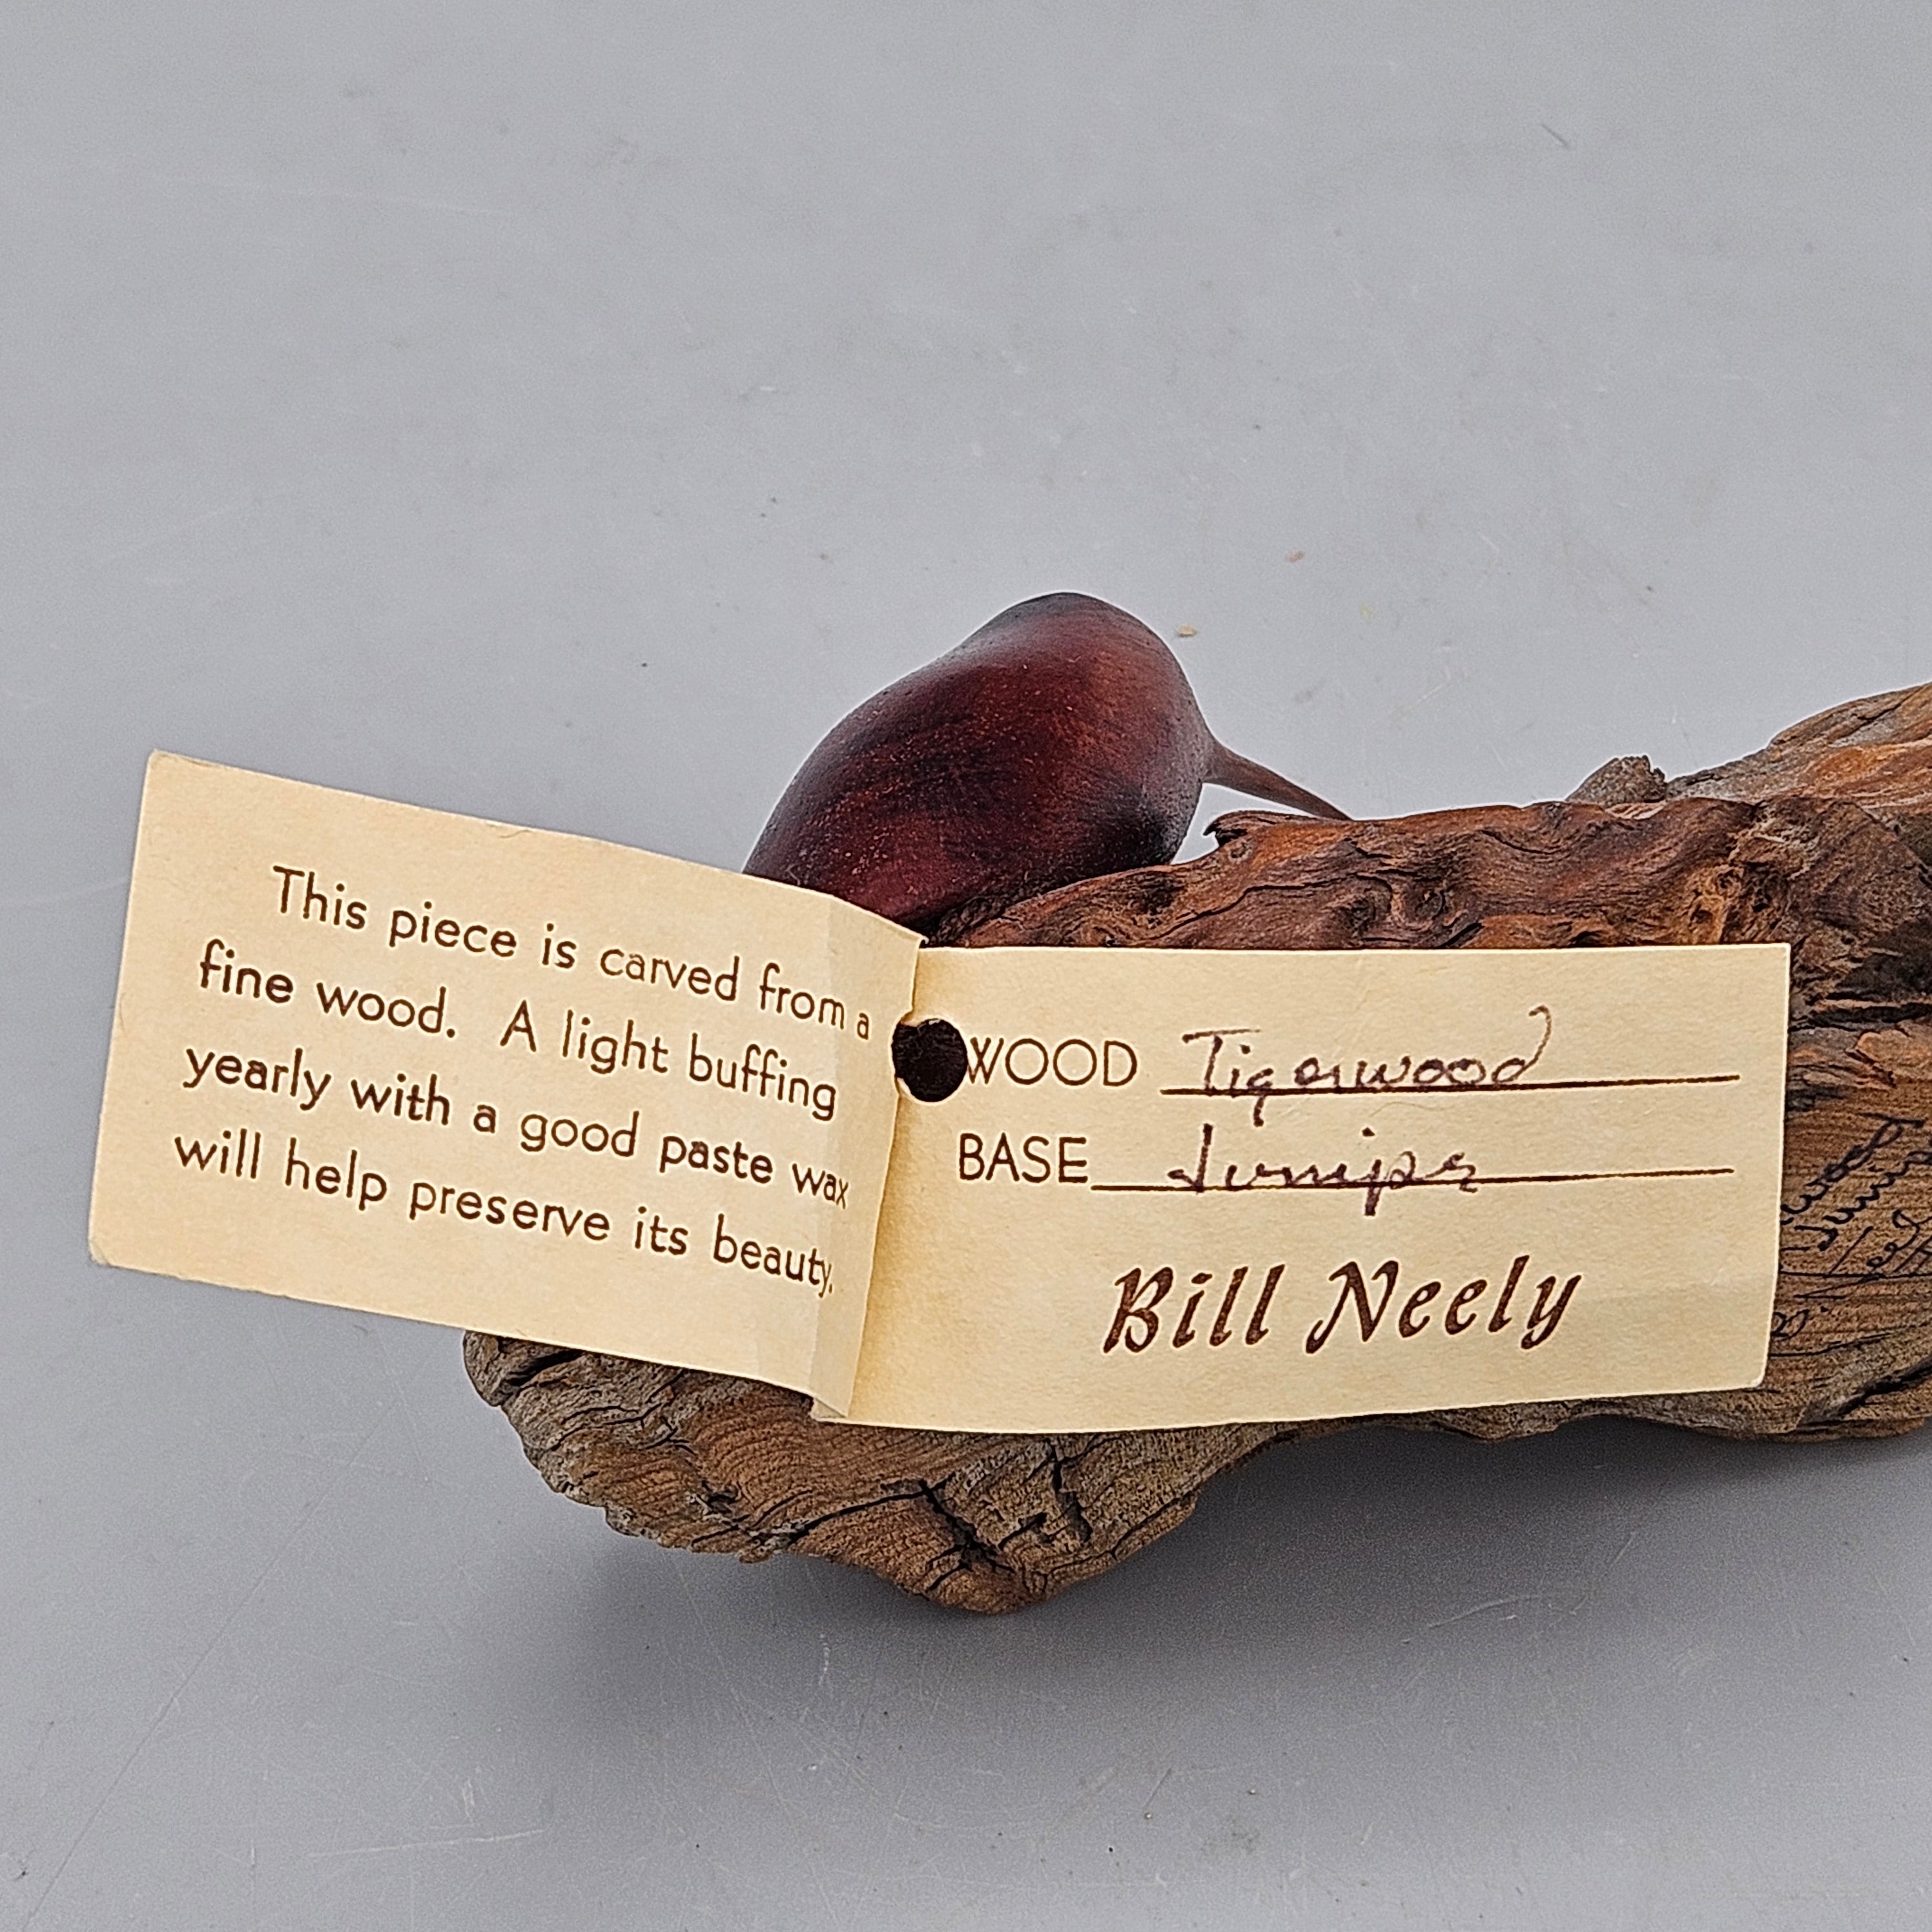 This piece is carved from a
fine wood. A light buffing
yearly with a good paste wax
will help preserve its beauty.
WOOD Tigerwood
BASE Juniper
Bill Neely